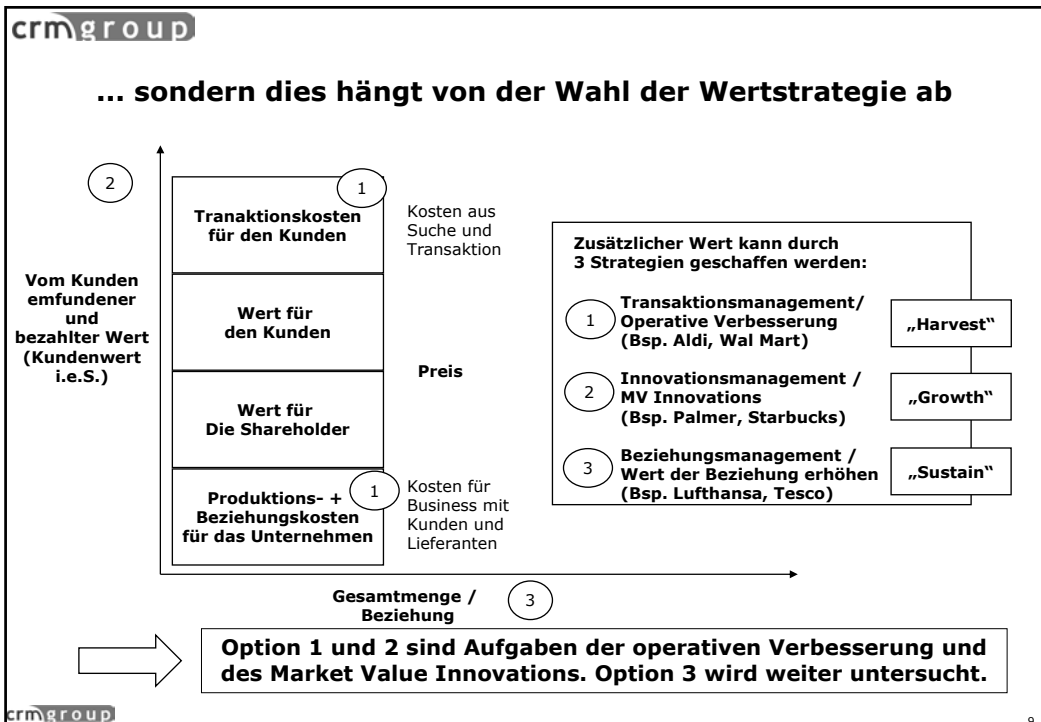 crmgroup
... sondern dies hängt von der Wahl der Wertstrategie ab
2
Vom Kunden
emfundener
und
bezahlter Wert
(Kundenwert
i.e.S.)
1
Tranaktionskosten
für den Kunden
Wert für
den Kunden
Wert für
Die Shareholder
1
Produktions- +
Beziehungskosten
für das Unternehmen
Kosten aus
Suche und
Transaktion
Preis
Kosten für
Business mit
Kunden und
Lieferanten
Gesamtmenge /
Beziehung
3
Zusätzlicher Wert kann durch
3 Strategien geschaffen werden:
1
Transaktionsmanagement/
Operative Verbesserung
(Bsp. Aldi, Wal Mart)
„Harvest“
2
Innovationsmanagement /
MV Innovations
(Bsp. Palmer, Starbucks)
„Growth“
3
Beziehungsmanagement /
Wert der Beziehung erhöhen
(Bsp. Lufthansa, Tesco)
„Sustain“
Option 1 und 2 sind Aufgaben der operativen Verbesserung und
des Market Value Innovations. Option 3 wird weiter untersucht.
crmgroup
9